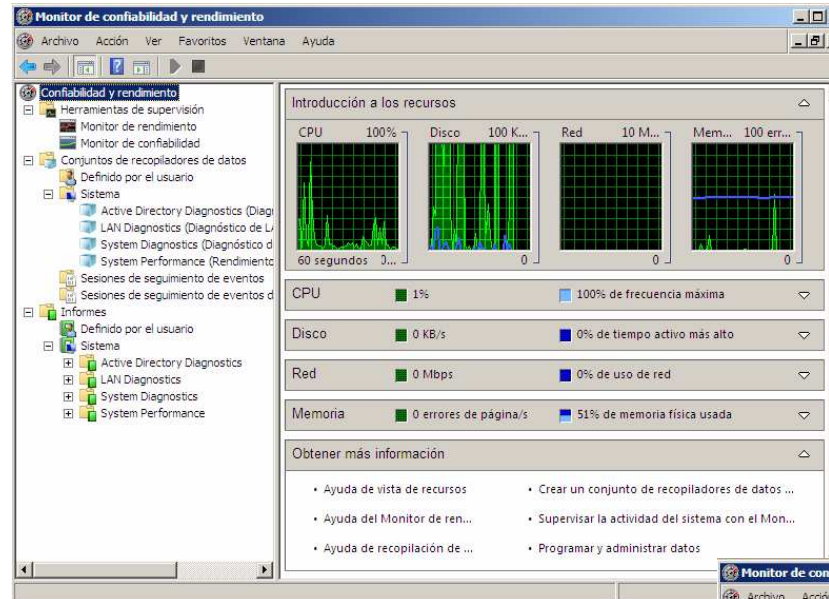 Monitor de confiabilidad y rendimiento
Archivo Acción Ver Favoritos Ventana Ayuda
Confiabilidad y rendimiento
Herramientas de supervisión
Monitor de rendimiento
Monitor de confiabilidad
Conjuntos de recopiladores de datos
Definido por el usuario
Sistema
Active Directory Diagnostics (Diagr
LAN Diagnostics (Diagnóstico de LA
System Diagnostics (Diagnóstico d
System Performance (Rendimiento
Sesiones de seguimiento de eventos
Sesiones de seguimiento de eventos d
Informes
Definido por el usuario
Sistema
Active Directory Diagnostics
LAN Diagnostics
System Diagnostics
System Performance
Introducción a los recursos
CPU 100% Disco 100 K... Red 10 M... Mem... 100 err...
60 segundos 0... 0 0 0
CPU 1% 100% de frecuencia máxima
Disco 0 KB/s 0% de tiempo activo más alto
Red 0 Mbps 0% de uso de red
Memoria 0 errores de página/s 51% de memoria física usada
Obtener más información
• Ayuda de vista de recursos • Crear un conjunto de recopiladores de datos ...
• Ayuda del Monitor de ren... • Supervisar la actividad del sistema con el Mon...
• Ayuda de recopilación de ... • Programar y administrar datos
Monitor de con
Archivo Acció